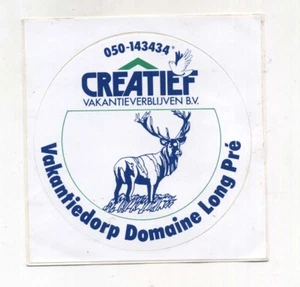 050-143434
CREATIEF
VAKANTIEVERBLIJVEN B.V.
Vakantiedorp Domaine Long Pré